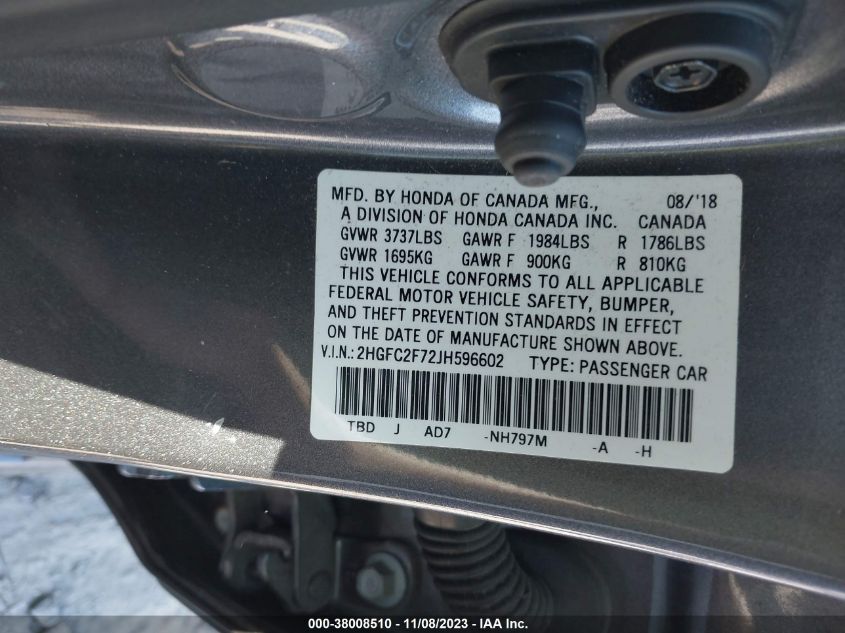 MFD. BY HONDA OF CANADA MFG., 08/'18
A DIVISION OF HONDA CANADA INC. CANADA
GVWR 3737LBS GAWR F 1984LBS R 1786LBS
GVWR 1695KG GAWR F 900KG R 810KG
THIS VEHICLE CONFORMS TO ALL APPLICABLE
FEDERAL MOTOR VEHICLE SAFETY, BUMPER,
AND THEFT PREVENTION STANDARDS IN EFFECT
ON THE DATE OF MANUFACTURE SHOWN ABOVE.
V.I.N.: 2HGFC2F72JH596602 TYPE: PASSENGER CAR
TBD J AD7 -NH797M -A -H
000-38008510 - 11/08/2023 - IAA Inc.